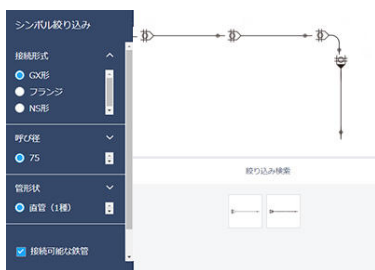 シンボル絞り込み
接続形式
GX形
フランジ
NS形
呼び径
75
管形状
直管（1種）
接続可能な鉄管
絞り込み検索